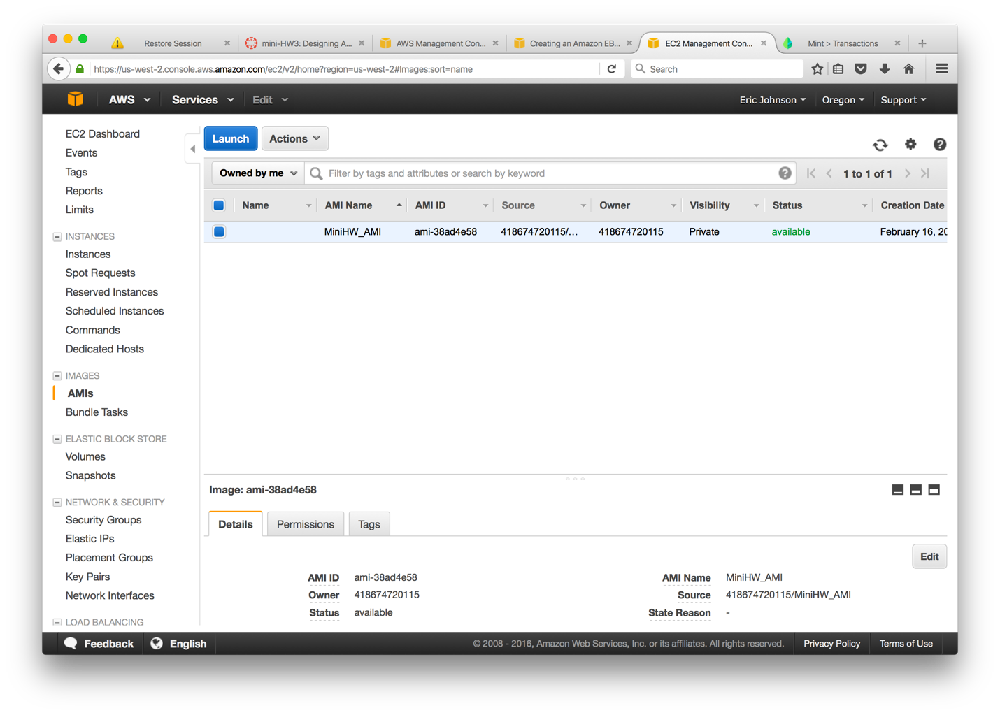 Restore Session
mini-HW3: Designing A...
AWS Management Con...
Creating an Amazon EB...
EC2 Management Con...
Mint > Transactions
https://us-west-2.console.aws.amazon.com/ec2/v2/home?region=us-west-2#Images:sort=name
Search
AWS Services Edit
Eric Johnson Oregon Support
EC2 Dashboard
Events
Tags
Reports
Limits
INSTANCES
Instances
Spot Requests
Reserved Instances
Scheduled Instances
Commands
Dedicated Hosts
IMAGES
AMIs
Bundle Tasks
ELASTIC BLOCK STORE
Volumes
Snapshots
NETWORK & SECURITY
Security Groups
Elastic IPs
Placement Groups
Key Pairs
Network Interfaces
LOAD BALANCING
Launch Actions
Owned by me Filter by tags and attributes or search by keyword 1 to 1 of 1
Name AMI Name AMI ID Source Owner Visibility Status Creation Date
MiniHW_AMI ami-38ad4e58 418674720115/... 418674720115 Private available February 16, 20
Image: ami-38ad4e58
Details Permissions Tags
Edit
AMI ID ami-38ad4e58 AMI Name MiniHW_AMI
Owner 418674720115 Source 418674720115/MiniHW_AMI
Status available State Reason -
Feedback English © 2008 - 2016, Amazon Web Services, Inc. or its affiliates. All rights reserved. Privacy Policy Terms of Use